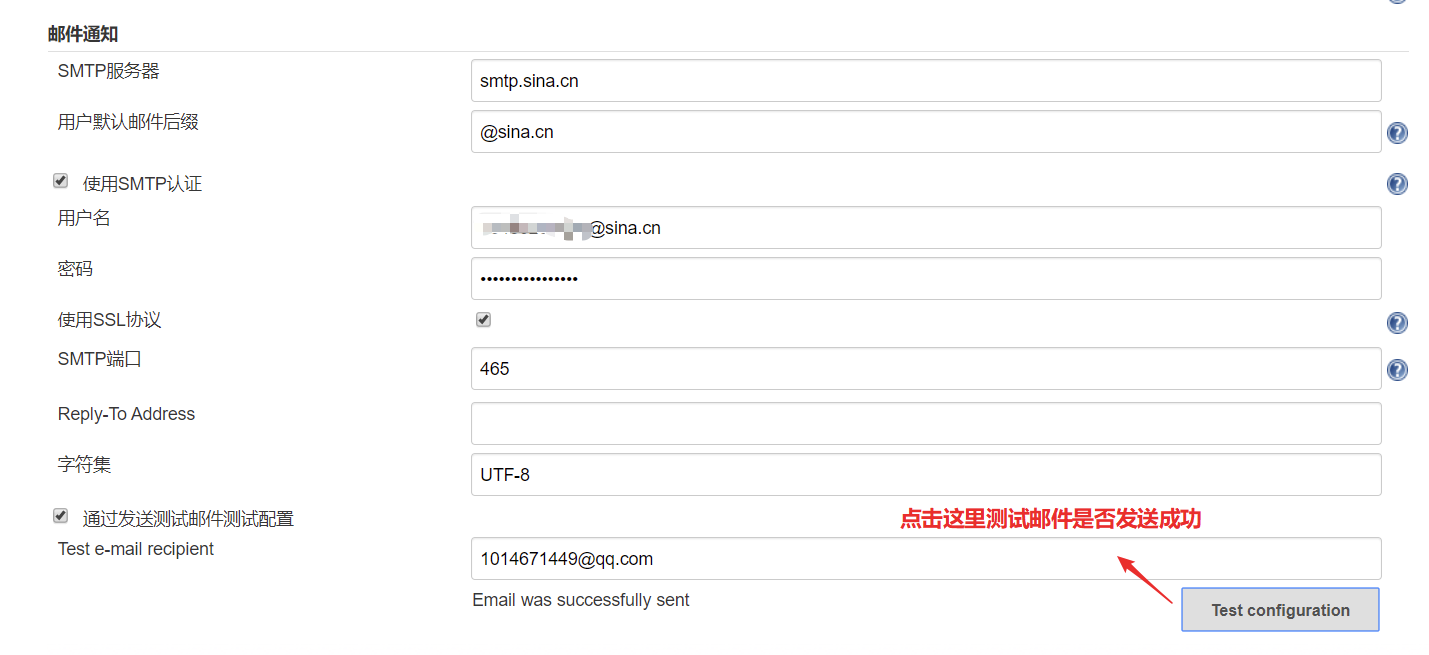 邮件通知
SMTP服务器
smtp.sina.cn
用户默认邮件后缀
@sina.cn
使用SMTP认证
用户名
@sina.cn
密码
••••••••••••••••
使用SSL协议
SMTP端口
465
Reply-To Address
字符集
UTF-8
通过发送测试邮件测试配置
点击这里测试邮件是否发送成功
Test e-mail recipient
1014671449@qq.com
Email was successfully sent
Test configuration